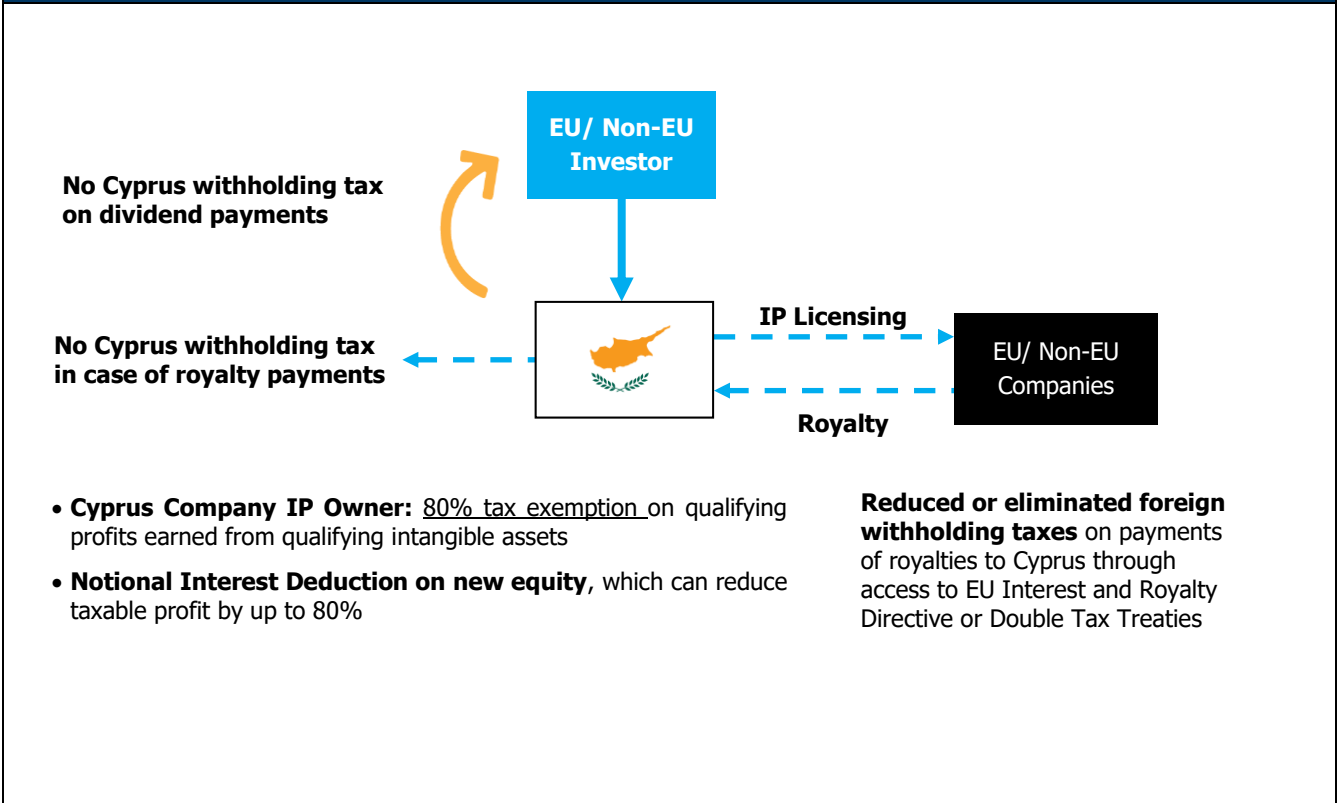 EU/ Non-EU
Investor
No Cyprus withholding tax
on dividend payments
IP Licensing
No Cyprus withholding tax
in case of royalty payments
EU/ Non-EU
Companies
Royalty
• Cyprus Company IP Owner: 80% tax exemption on qualifying
profits earned from qualifying intangible assets
• Notional Interest Deduction on new equity, which can reduce
taxable profit by up to 80%
Reduced or eliminated foreign
withholding taxes on payments
of royalties to Cyprus through
access to EU Interest and Royalty
Directive or Double Tax Treaties